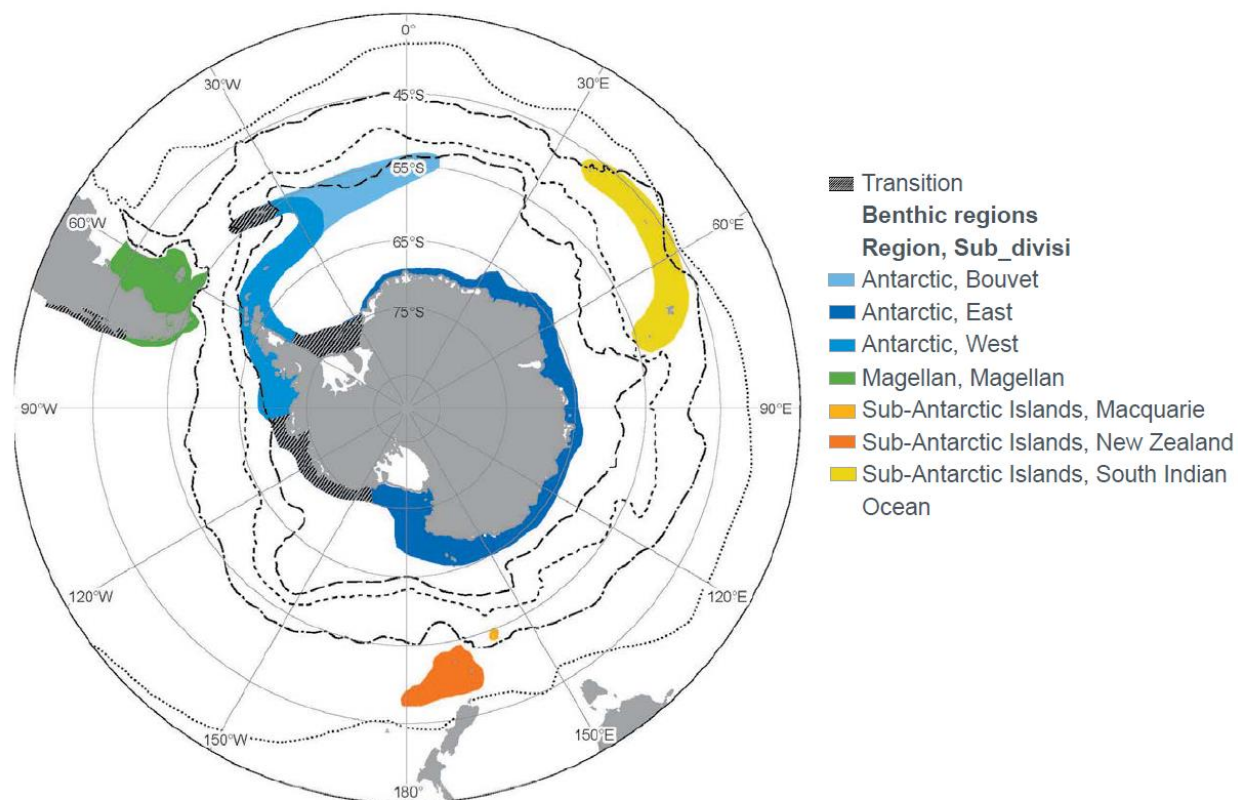 0°
30°W
30°E
45°S
55°S
60°W
60°E
65°S
75°S
90°W
90°E
120°W
120°E
150°W
150°E
180°
Transition
Benthic regions
Region, Sub_divisi
Antarctic, Bouvet
Antarctic, East
Antarctic, West
Magellan, Magellan
Sub-Antarctic Islands, Macquarie
Sub-Antarctic Islands, New Zealand
Sub-Antarctic Islands, South Indian
Ocean